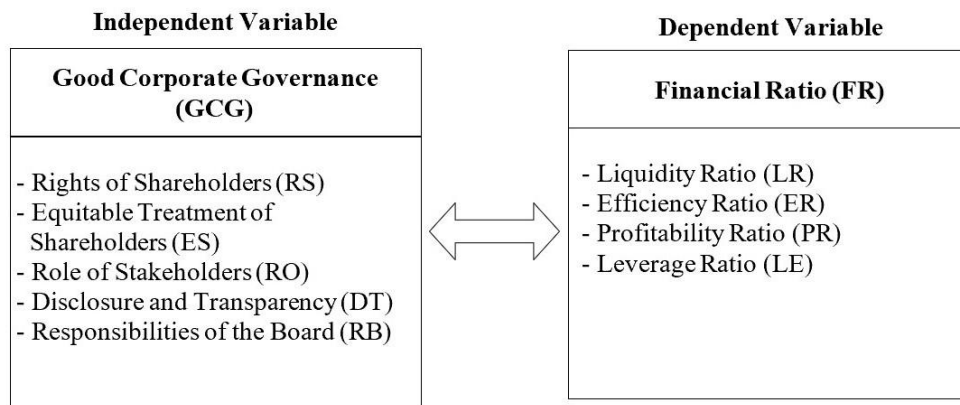 Independent Variable
Good Corporate Governance
(GCG)
- Rights of Shareholders (RS)
- Equitable Treatment of
Shareholders (ES)
- Role of Stakeholders (RO)
- Disclosure and Transparency (DT)
- Responsibilities of the Board (RB)
Dependent Variable
Financial Ratio (FR)
- Liquidity Ratio (LR)
- Efficiency Ratio (ER)
- Profitability Ratio (PR)
- Leverage Ratio (LE)